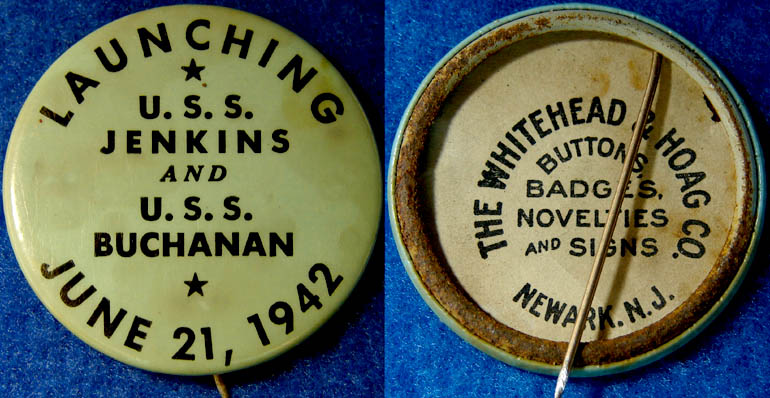 LAUNCHING
U. S. S.
JENKINS
AND
U. S. S.
BUCHANAN
JUNE 21, 1942
THE WHITEHEAD & HOAG CO.
BUTTONS,
BADGES,
NOVELTIES
AND SIGNS
NEWARK, N.J.